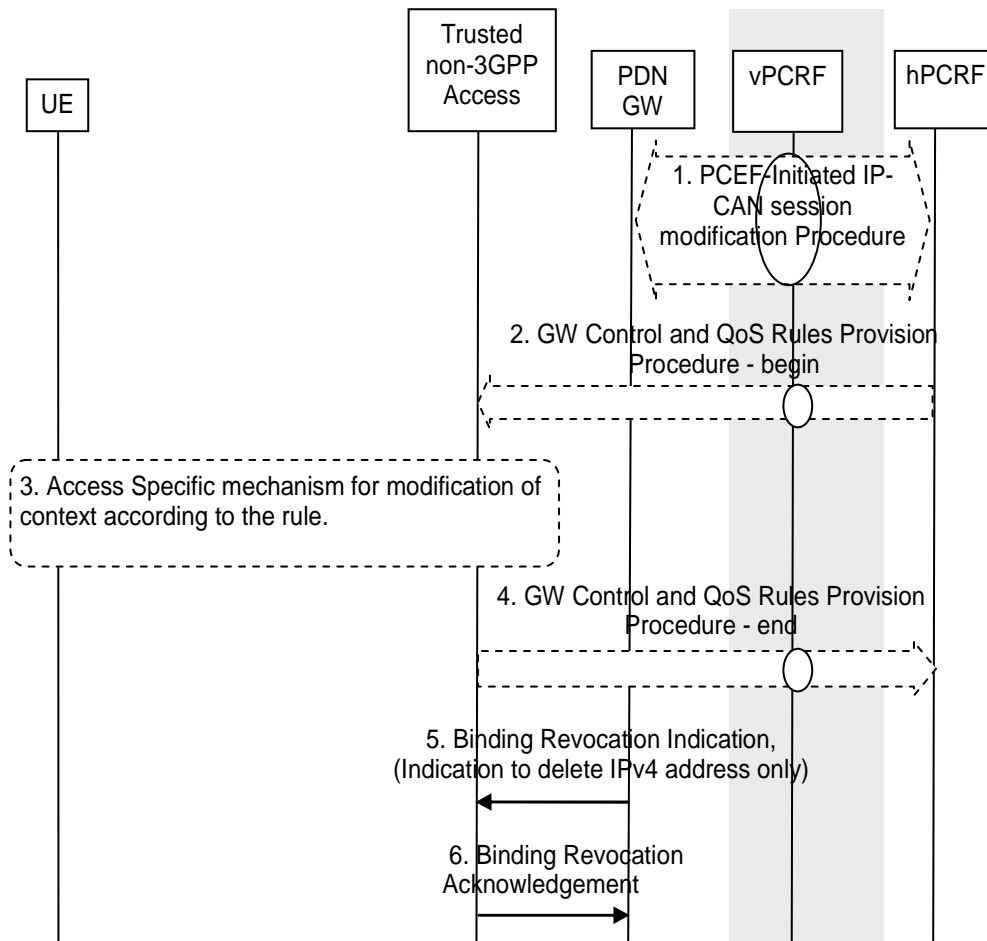 UE
Trusted
non-3GPP
Access
PDN
GW
vPCRF
hPCRF
1. PCEF-Initiated IP-
CAN session
modification Procedure
2. GW Control and QoS Rules Provision
Procedure - begin
3. Access Specific mechanism for modification of
context according to the rule.
4. GW Control and QoS Rules Provision
Procedure - end
5. Binding Revocation Indication,
(Indication to delete IPv4 address only)
6. Binding Revocation
Acknowledgement